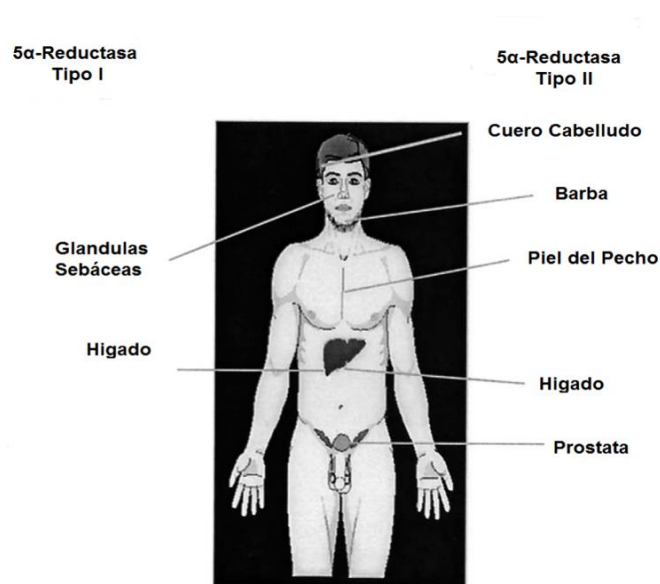 5α-Reductasa
Tipo I
5α-Reductasa
Tipo II
Cuero Cabelludo
Barba
Glandulas
Sebáceas
Piel del Pecho
Higado
Higado
Prostata